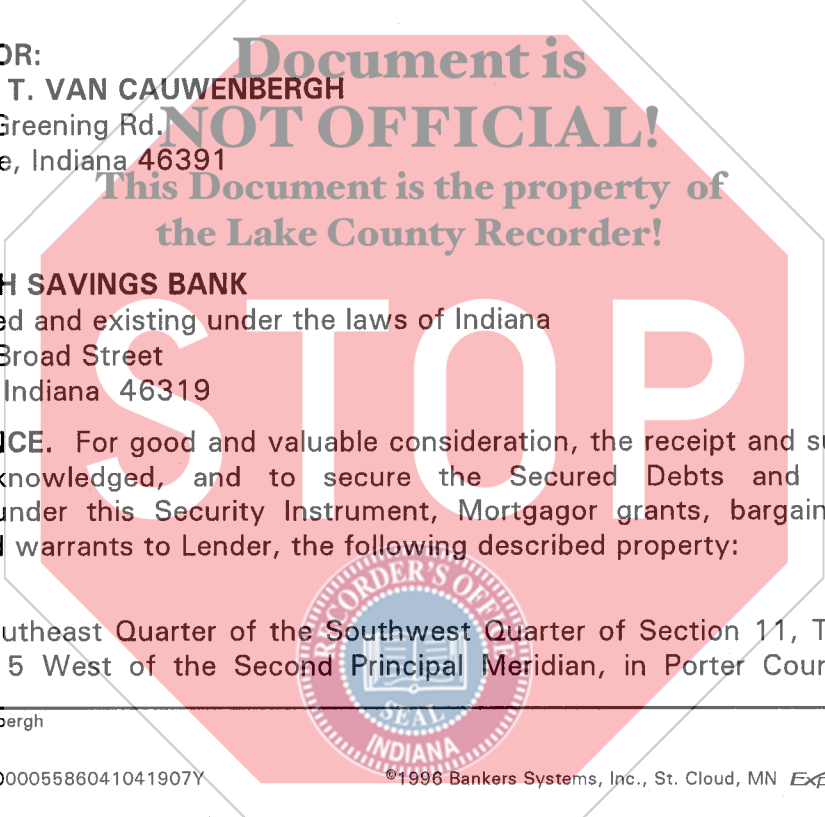 Document is
OR:
T. VAN CAUWENBERGH
Greening Rd.
NOT OFFICIAL!
e, Indiana 46391
This Document is the property of
the Lake County Recorder!
H SAVINGS BANK
ed and existing under the laws of Indiana
Broad Street
Indiana 46319
STOP
NCE. For good and valuable consideration, the receipt and su
knowledged, and to secure the Secured Debts and
under this Security Instrument, Mortgagor grants, bargain
d warrants to Lender, the following described property:
RECORDER'S OFFICE
utheast Quarter of the Southwest Quarter of Section 11, T
5 West of the Second Principal Meridian, in Porter Cour
SEAL
INDIANA
bergh
00005586041041907Y
©1996 Bankers Systems, Inc., St. Cloud, MN Exp